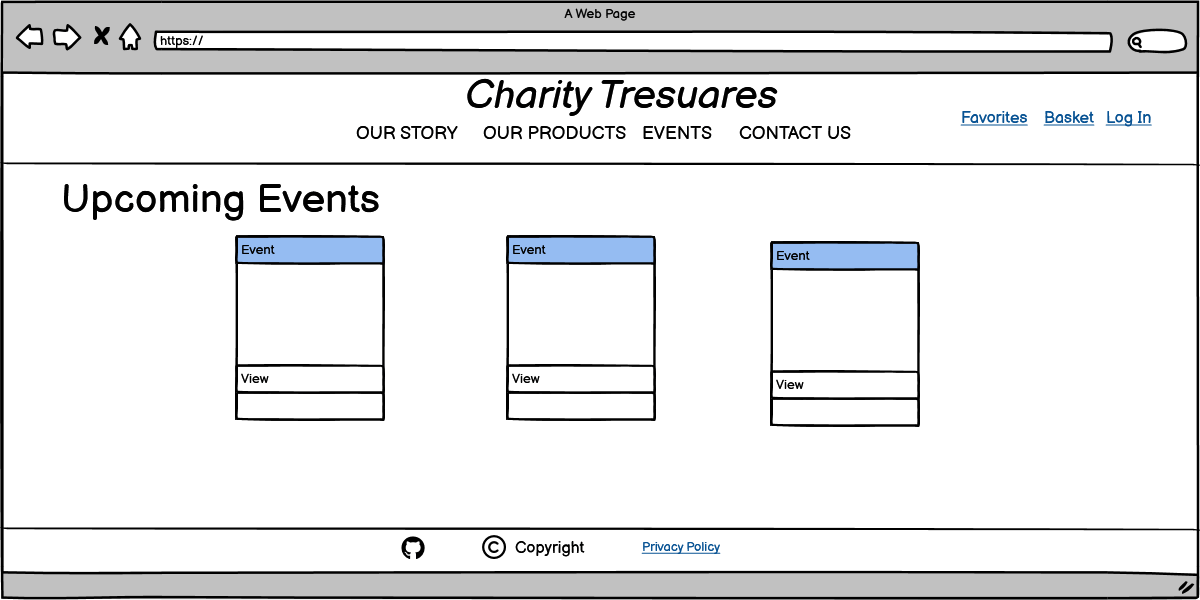 A Web Page
https://
Charity Tresuares
OUR STORY OUR PRODUCTS EVENTS CONTACT US
Favorites Basket Log In
Upcoming Events
Event Event Event
View View View
© Copyright Privacy Policy